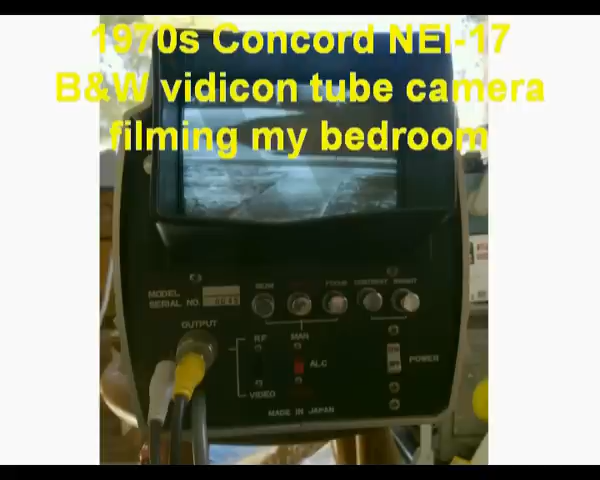 1970s Concord NEI-17
B&W vidicon tube camera
filming my bedroom
BEAM
FOCUS
CONTRAST
BRIGHT
MODEL
SERIAL NO.
OUTPUT
R.F
MAN
ALC
POWER
VIDEO
MADE IN JAPAN